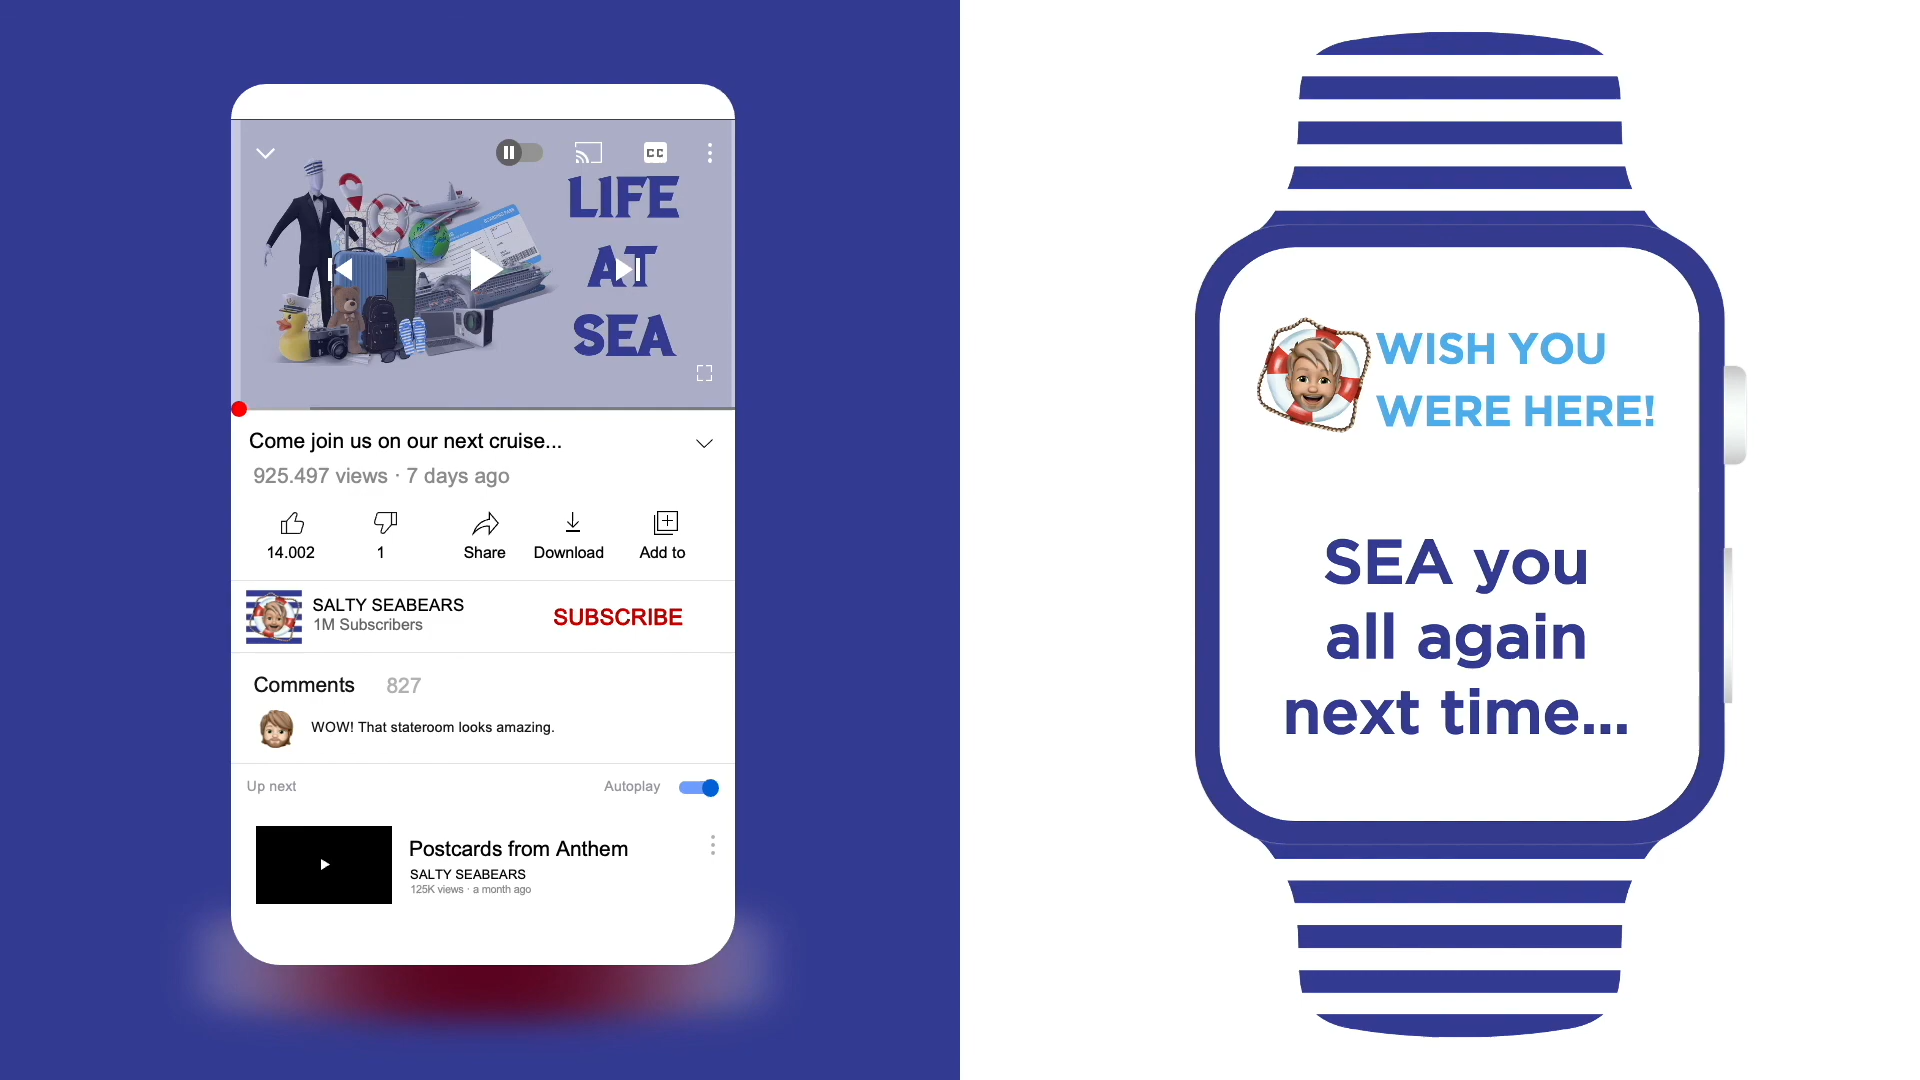 CC
LIFE
AT
SEA
Come join us on our next cruise...
925.497 views · 7 days ago
14.002
1
Share
Download
Add to
SALTY SEABEARS
1M Subscribers
SUBSCRIBE
Comments 827
WOW! That stateroom looks amazing.
Up next
Autoplay
Postcards from Anthem
SALTY SEABEARS
125K views · a month ago
WISH YOU
WERE HERE!
SEA you
all again
next time...